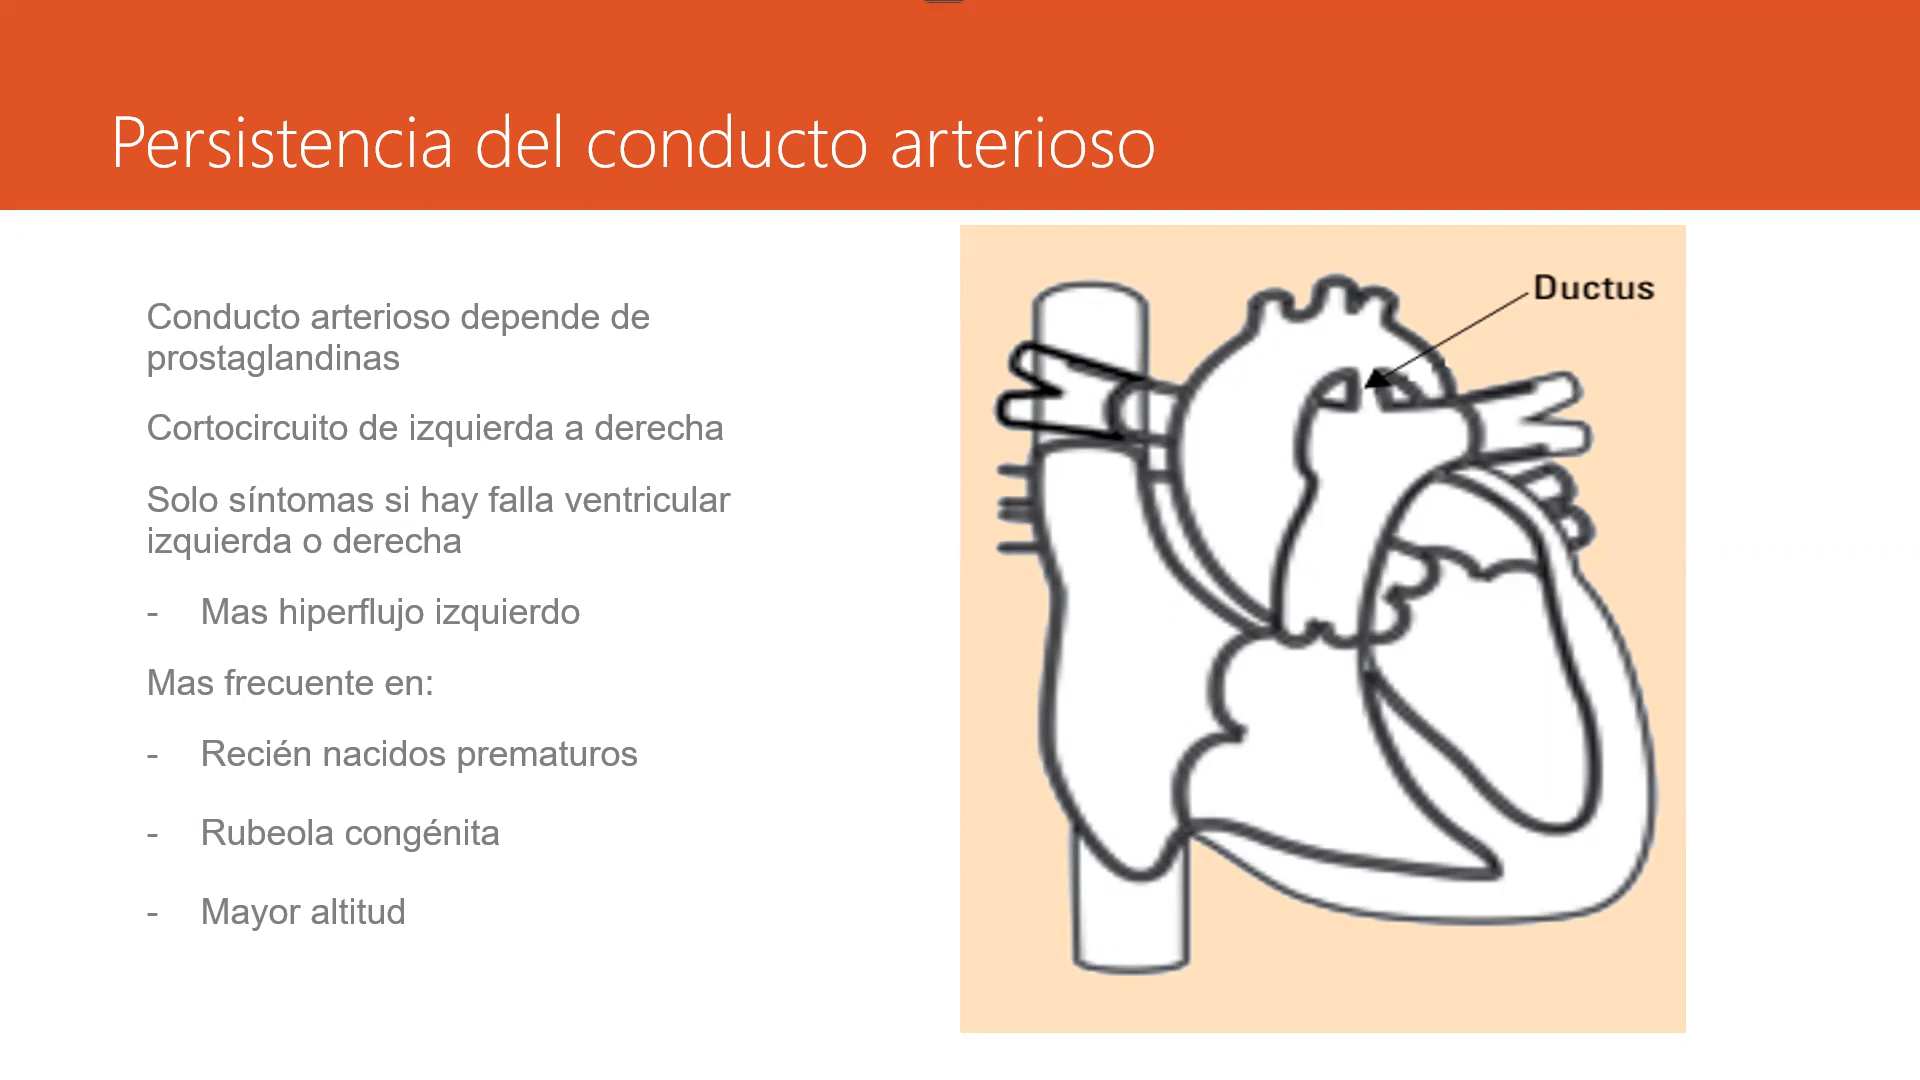 Persistencia del conducto arterioso
Conducto arterioso depende de
prostaglandinas
Cortocircuito de izquierda a derecha
Solo síntomas si hay falla ventricular
izquierda o derecha
- Mas hiperflujo izquierdo
Mas frecuente en:
- Recién nacidos prematuros
- Rubeola congénita
- Mayor altitud
Ductus